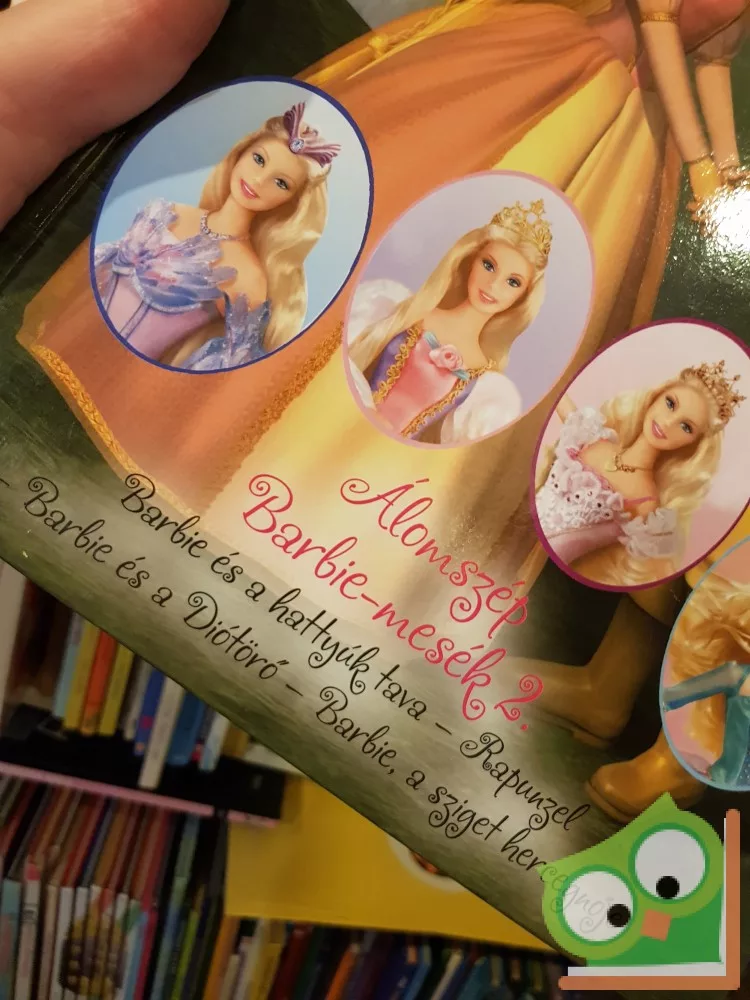 Álomszép
Barbie-mesék 2.
Barbie és a hattyúk tava – Rapunzel
– Barbie és a Diótörő – Barbie, a sziget hercegnője